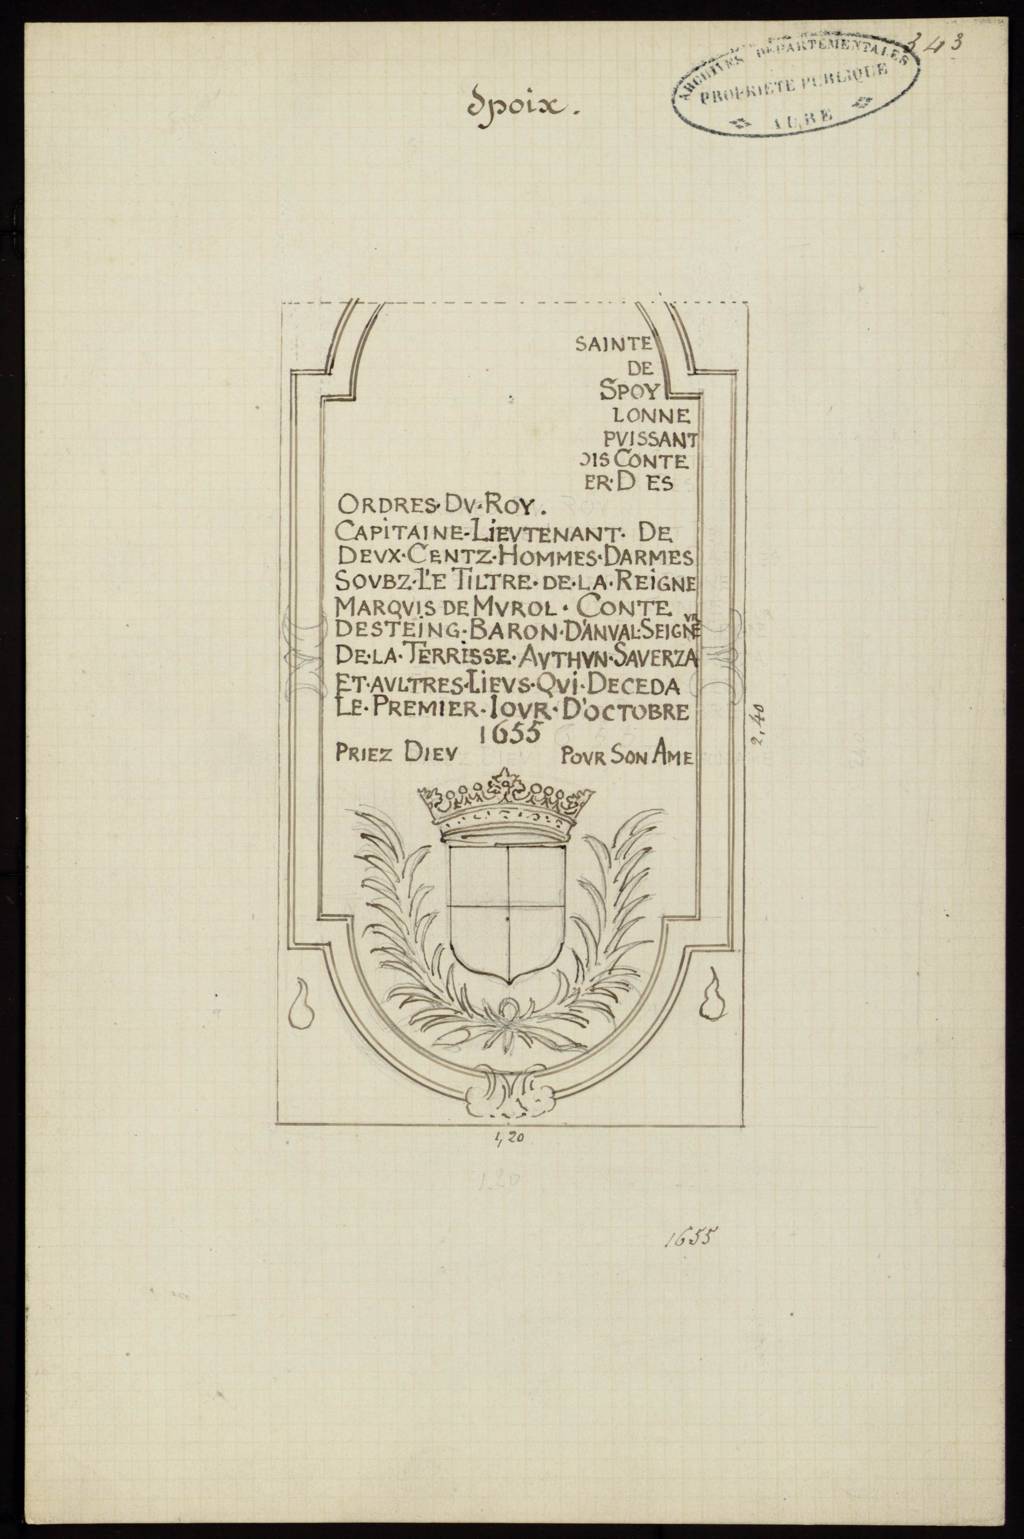 343
ARCHIVES DÉPARTEMENTALES
PROPRIÉTÉ PUBLIQUE
AUBE
Spoix.
SAINTE
DE
SPOY
LONNE
PVISSANT
OIS CONTE
ER·D ES
ORDRES·DV·ROY.
CAPITAINE-LIEVTENANT· DE
DEVX·CENTZ·HOMMES·DARMES
SOVBZ·LE TILTRE·DE·LA·REIGNE
MARQVIS DE MVROL· CONTE
DESTEING·BARON·D'ANVAL·SEIGNEVR
DE·LA·TERRISSE·AVTHVN·SAVERZA
ET·AVLTRES·LIEVS·QVI·DECEDA
LE·PREMIER·IOVR·D'OCTOBRE
1655
PRIEZ DIEV POVR SON AME
2,40
1,20
1,20
1655